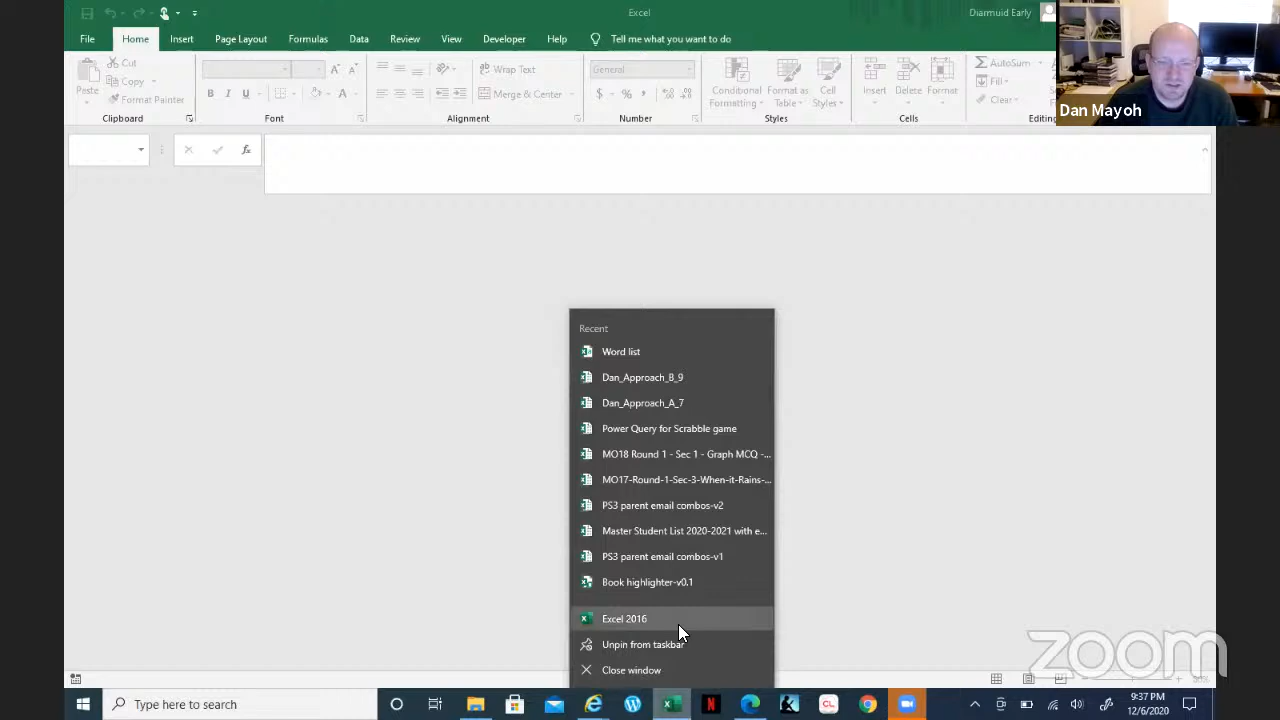 Excel
Diarmuid Early
File Home Insert Page Layout Formulas Data Review View Developer Help Tell me what you want to do
Cut
Copy
Format Painter
Paste
Clipboard
B I U
Font
Wrap Text
Merge & Center
Alignment
General
$ % ,
Number
Conditional Formatting
Format as Table
Cell Styles
Styles
Insert Delete Format
Cells
AutoSum
Fill
Clear
Editing
Dan Mayoh
fx
Recent
Word list
Dan_Approach_B_9
Dan_Approach_A_7
Power Query for Scrabble game
MO18 Round 1 - Sec 1 - Graph MCQ -...
MO17-Round-1-Sec-3-When-it-Rains-...
PS3 parent email combos-v2
Master Student List 2020-2021 with e...
PS3 parent email combos-v1
Book highlighter-v0.1
Excel 2016
Unpin from taskbar
Close window
zoom
Type here to search
9:37 PM
12/6/2020